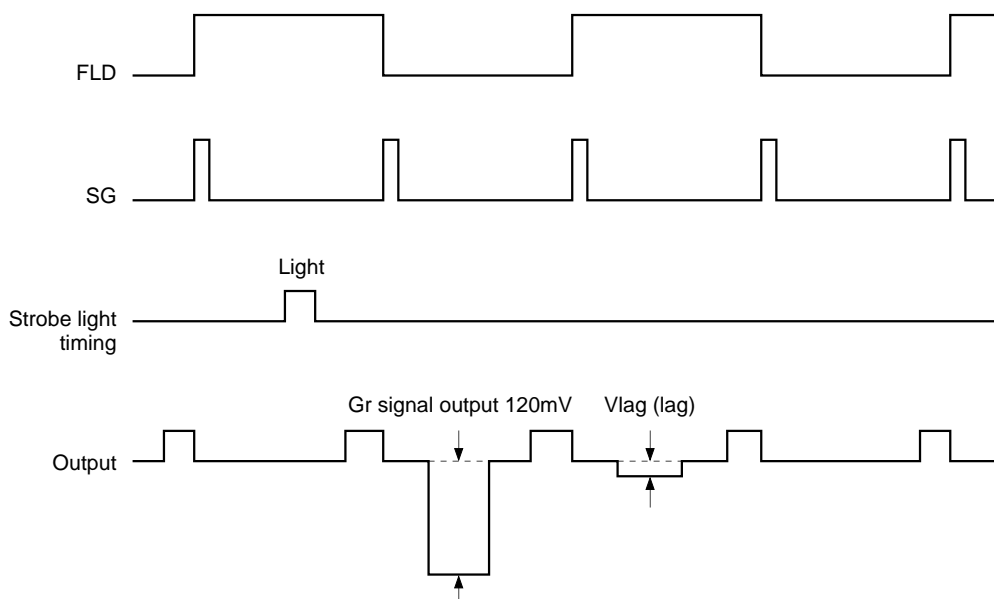 FLD
SG
Light
Strobe light
timing
Gr signal output 120mV
Vlag (lag)
Output